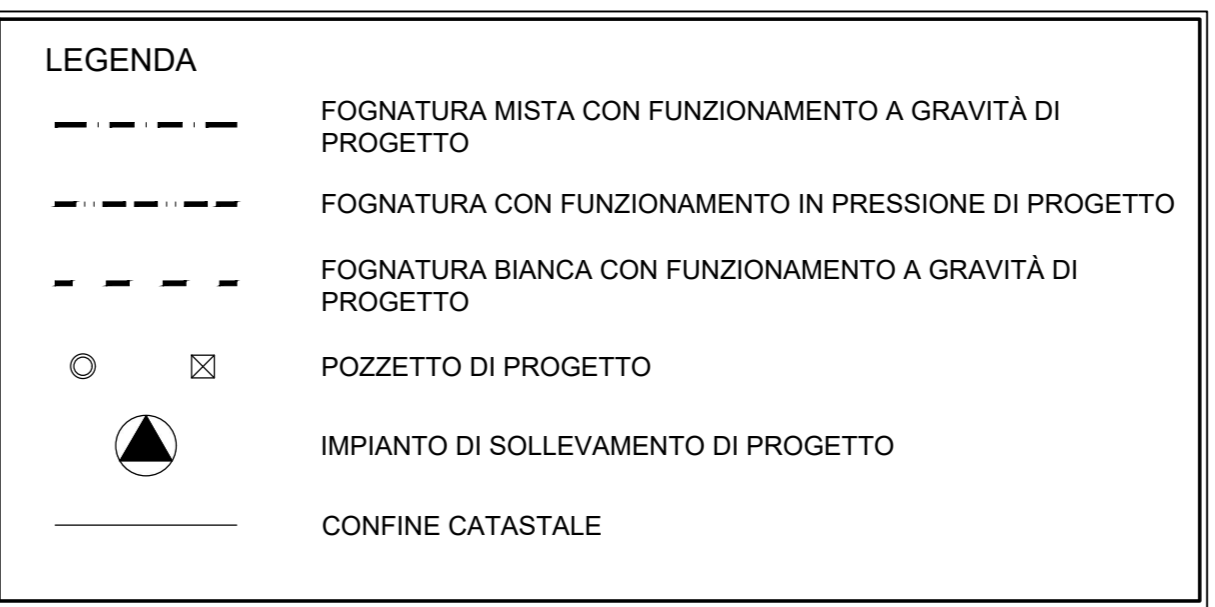 LEGENDA
FOGNATURA MISTA CON FUNZIONAMENTO A GRAVITÀ DI
PROGETTO
FOGNATURA CON FUNZIONAMENTO IN PRESSIONE DI PROGETTO
FOGNATURA BIANCA CON FUNZIONAMENTO A GRAVITÀ DI
PROGETTO
POZZETTO DI PROGETTO
IMPIANTO DI SOLLEVAMENTO DI PROGETTO
CONFINE CATASTALE